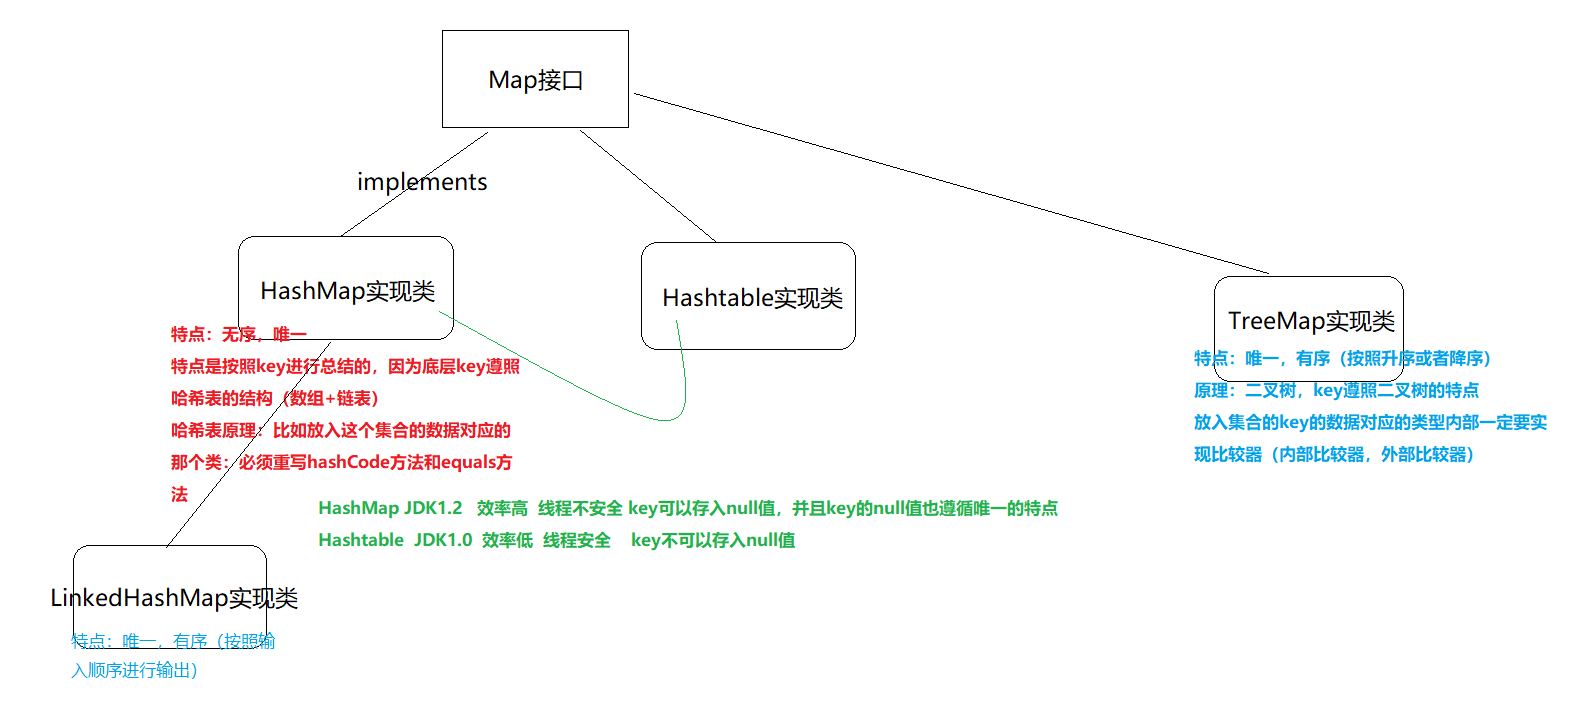 Map接口
implements
HashMap实现类
Hashtable实现类
TreeMap实现类
特点：无序，唯一
特点是按照key进行总结的，因为底层key遵照
哈希表的结构（数组+链表）
哈希表原理：比如放入这个集合的数据对应的
那个类：必须重写hashCode方法和equals方
法
特点：唯一，有序（按照升序或者降序）
原理：二叉树，key遵照二叉树的特点
放入集合的key的数据对应的类型内部一定要实
现比较器（内部比较器，外部比较器）
HashMap JDK1.2 效率高 线程不安全 key可以存入null值，并且key的null值也遵循唯一的特点
Hashtable JDK1.0 效率低 线程安全 key不可以存入null值
LinkedHashMap实现类
特点：唯一，有序（按照输
入顺序进行输出）